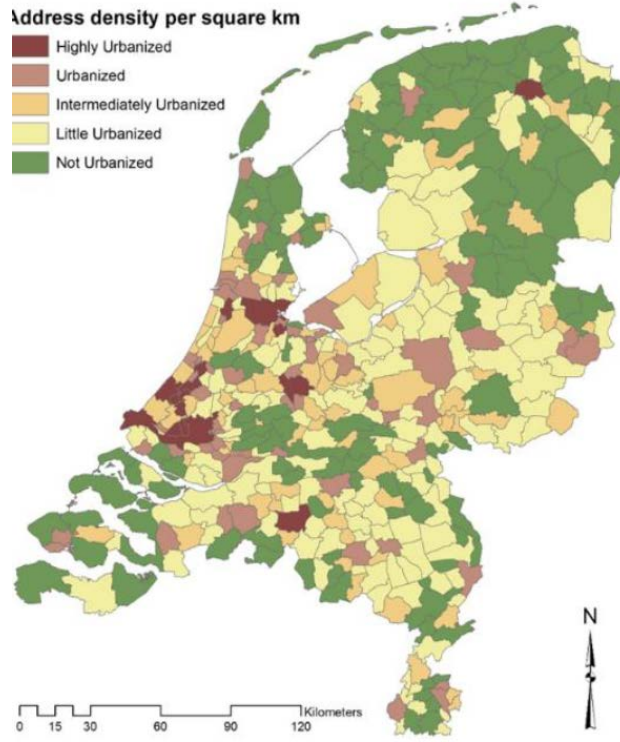 Address density per square km
Highly Urbanized
Urbanized
Intermediately Urbanized
Little Urbanized
Not Urbanized
N
Kilometers
0 15 30 60 90 120